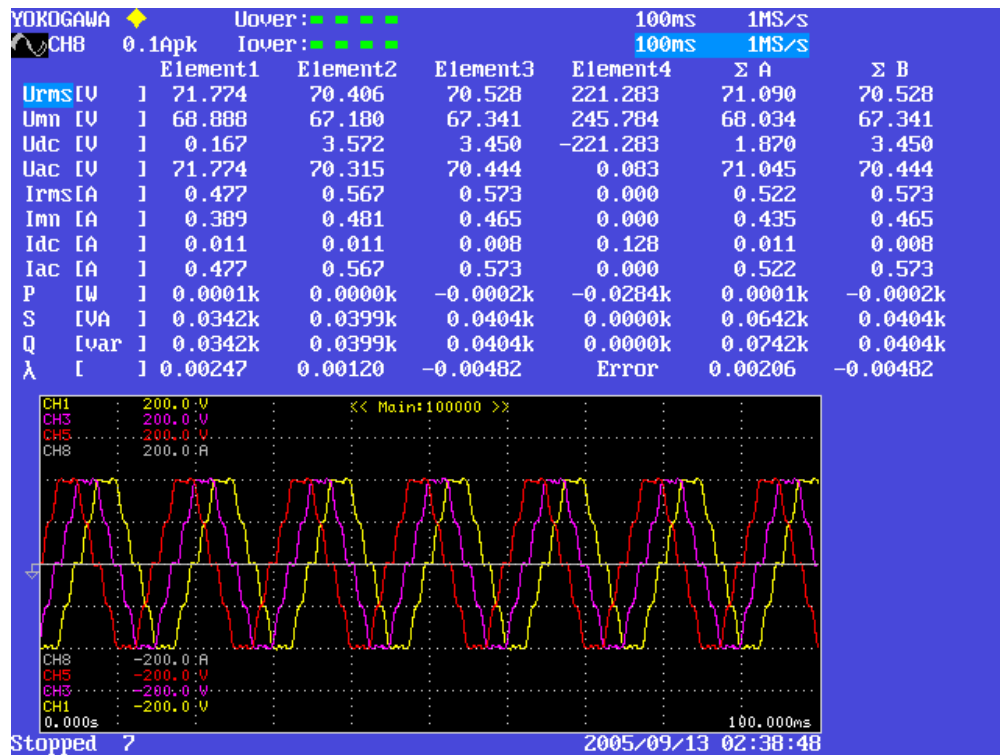 YOKOGAWA Uover: 100ms 1MS/s
CH8 0.1Apk Iover: 100ms 1MS/s
Element1 Element2 Element3 Element4 Σ A Σ B
Urms[V ] 71.774 70.406 70.528 221.283 71.090 70.528
Umn [V ] 68.888 67.180 67.341 245.784 68.034 67.341
Udc [V ] 0.167 3.572 3.450 -221.283 1.870 3.450
Uac [V ] 71.774 70.315 70.444 0.083 71.045 70.444
Irms[A ] 0.477 0.567 0.573 0.000 0.522 0.573
Imn [A ] 0.389 0.481 0.465 0.000 0.435 0.465
Idc [A ] 0.011 0.011 0.008 0.128 0.011 0.008
Iac [A ] 0.477 0.567 0.573 0.000 0.522 0.573
P [W ] 0.0001k 0.0000k -0.0002k -0.0284k 0.0001k -0.0002k
S [VA ] 0.0342k 0.0399k 0.0404k 0.0000k 0.0642k 0.0404k
Q [var ] 0.0342k 0.0399k 0.0404k 0.0000k 0.0742k 0.0404k
λ [ ] 0.00247 0.00120 -0.00482 Error 0.00206 -0.00482
CH1 200.0 V << Main:100000 >>
CH3 200.0 V
CH5 200.0 V
CH8 200.0 A
CH8 -200.0 A
CH5 -200.0 V
CH3 -200.0 V
CH1 -200.0 V
0.000s 100.000ms
Stopped 7 2005/09/13 02:38:48